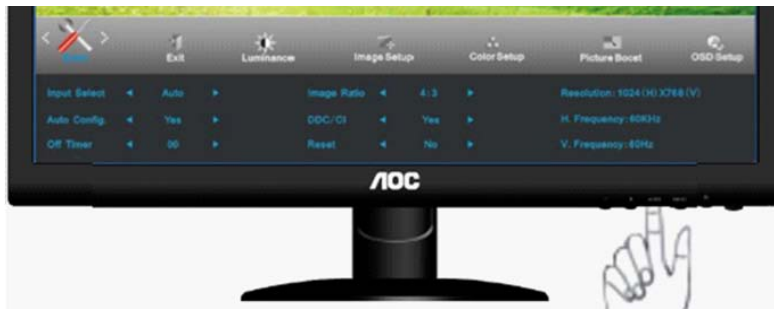 Exit
Luminance
Image Setup
Color Setup
Picture Boost
OSD Setup
Input Select Auto Image Ratio 4:3 Resolution: 1024(H)X768(V)
Auto Config. Yes DDC/CI Yes H. Frequency:60KHz
Off Timer 00 Reset No V. Frequency:60Hz
AOC